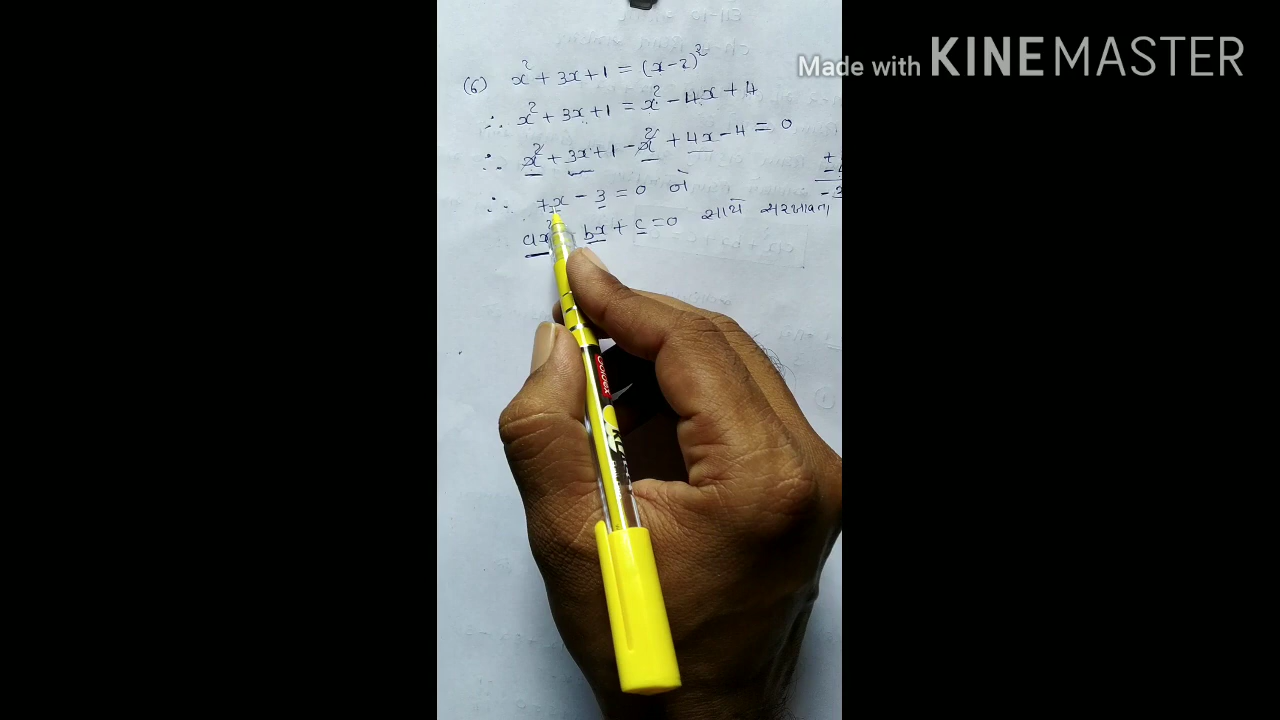 Made with KINEMASTER
(6) x² + 3x + 1 = (x-2)²
∴ x² + 3x + 1 = x² - 4x + 4
∴ x² + 3x + 1 - x² + 4x - 4 = 0
∴ 7x - 3 = 0 ને
ax² + bx + c = 0 સાથે સરખાવતા